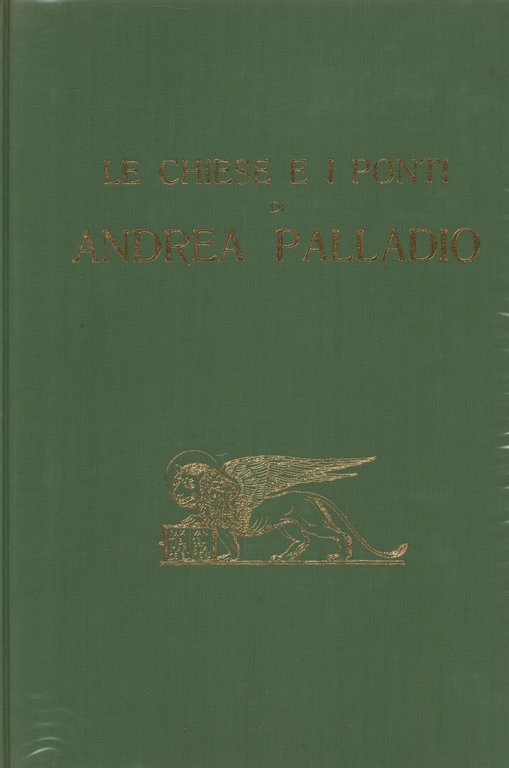 LE CHIESE E I PONTI
DI
ANDREA PALLADIO